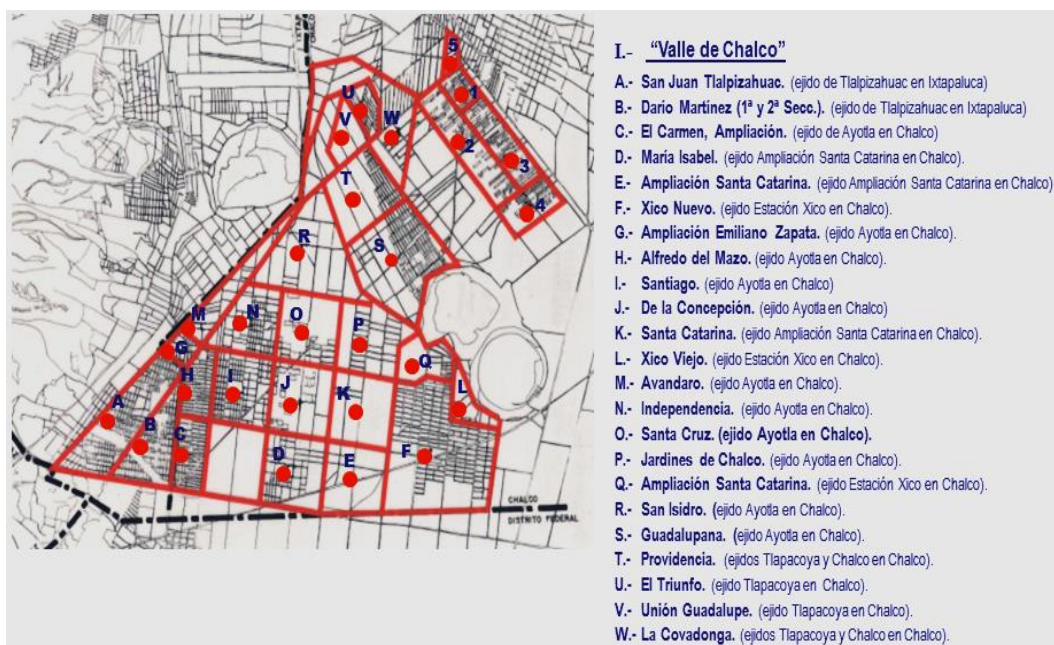 IXTAPALUCA
CHALCO
5
1
U
V
W
2
3
T
4
R
S
M
N
O
P
G
Q
H
I
J
K
L
A
B
C
D
E
F
CHALCO
DISTRITO FEDERAL
I.- “Valle de Chalco”
A.- San Juan Tlalpizahuac. (ejido de Tlalpizahuac en Ixtapaluca)
B.- Dario Martínez (1ª y 2ª Secc.). (ejido de Tlalpizahuac en Ixtapaluca)
C.- El Carmen, Ampliación. (ejido de Ayotla en Chalco)
D.- María Isabel. (ejido Ampliación Santa Catarina en Chalco).
E.- Ampliación Santa Catarina. (ejido Ampliación Santa Catarina en Chalco)
F.- Xico Nuevo. (ejido Estación Xico en Chalco).
G.- Ampliación Emiliano Zapata. (ejido Ayotla en Chalco).
H.- Alfredo del Mazo. (ejido Ayotla en Chalco).
I.- Santiago. (ejido Ayotla en Chalco)
J.- De la Concepción. (ejido Ayotla en Chalco)
K.- Santa Catarina. (ejido Ampliación Santa Catarina en Chalco).
L.- Xico Viejo. (ejido Estación Xico en Chalco).
M.- Avandaro. (ejido Ayotla en Chalco).
N.- Independencia. (ejido Ayotla en Chalco).
O.- Santa Cruz. (ejido Ayotla en Chalco).
P.- Jardines de Chalco. (ejido Ayotla en Chalco).
Q.- Ampliación Santa Catarina. (ejido Estación Xico en Chalco).
R.- San Isidro. (ejido Ayotla en Chalco).
S.- Guadalupana. (ejido Ayotla en Chalco).
T.- Providencia. (ejidos Tlapacoya y Chalco en Chalco).
U.- El Triunfo. (ejido Tlapacoya en Chalco).
V.- Unión Guadalupe. (ejido Tlapacoya en Chalco).
W.- La Covadonga. (ejidos Tlapacoya y Chalco en Chalco).